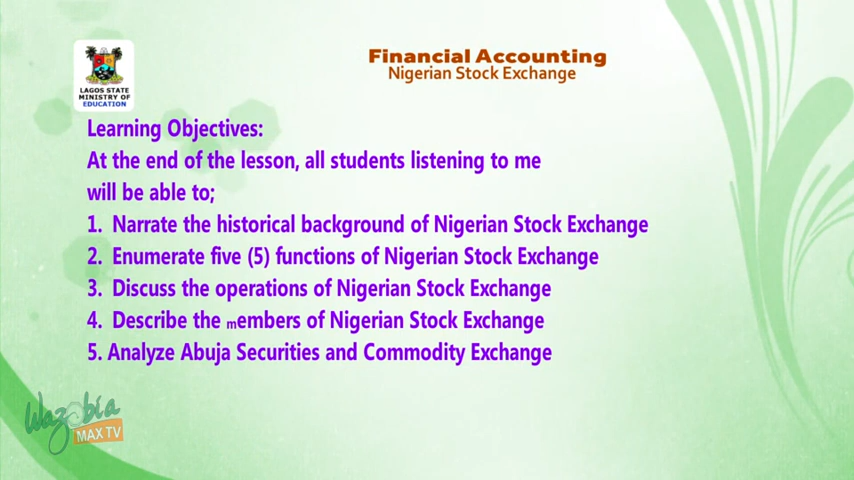 Financial Accounting
Nigerian Stock Exchange
LAGOS STATE
MINISTRY OF
EDUCATION
Learning Objectives:
At the end of the lesson, all students listening to me
will be able to;
1. Narrate the historical background of Nigerian Stock Exchange
2. Enumerate five (5) functions of Nigerian Stock Exchange
3. Discuss the operations of Nigerian Stock Exchange
4. Describe the members of Nigerian Stock Exchange
5. Analyze Abuja Securities and Commodity Exchange
Wazobia
MAX TV